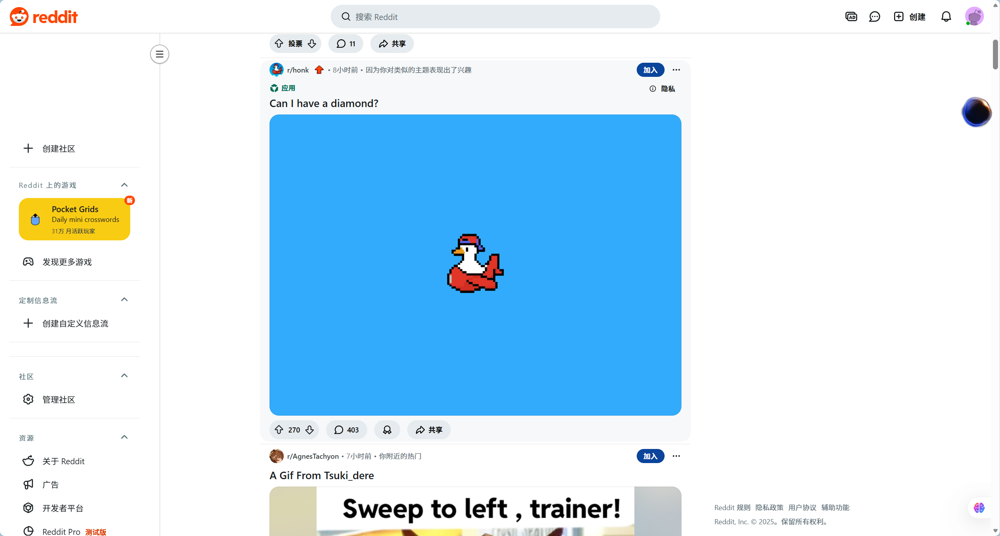 reddit
搜索 Reddit
AD
创建
投票
11
共享
r/honk
• 8小时前 • 因为你对类似的主题表现出了兴趣
加入
应用
隐私
Can I have a diamond?
创建社区
Reddit 上的游戏
新
Pocket Grids
Daily mini crosswords
31万 月活跃玩家
发现更多游戏
定制信息流
创建自定义信息流
社区
管理社区
资源
关于 Reddit
广告
开发者平台
Reddit Pro 测试版
270
403
共享
r/AgnesTachyon • 7小时前 • 你附近的热门
加入
A Gif From Tsuki_dere
Sweep to left , trainer!
Reddit 规则 隐私政策 用户协议 辅助功能
Reddit, Inc. © 2025。保留所有权利。